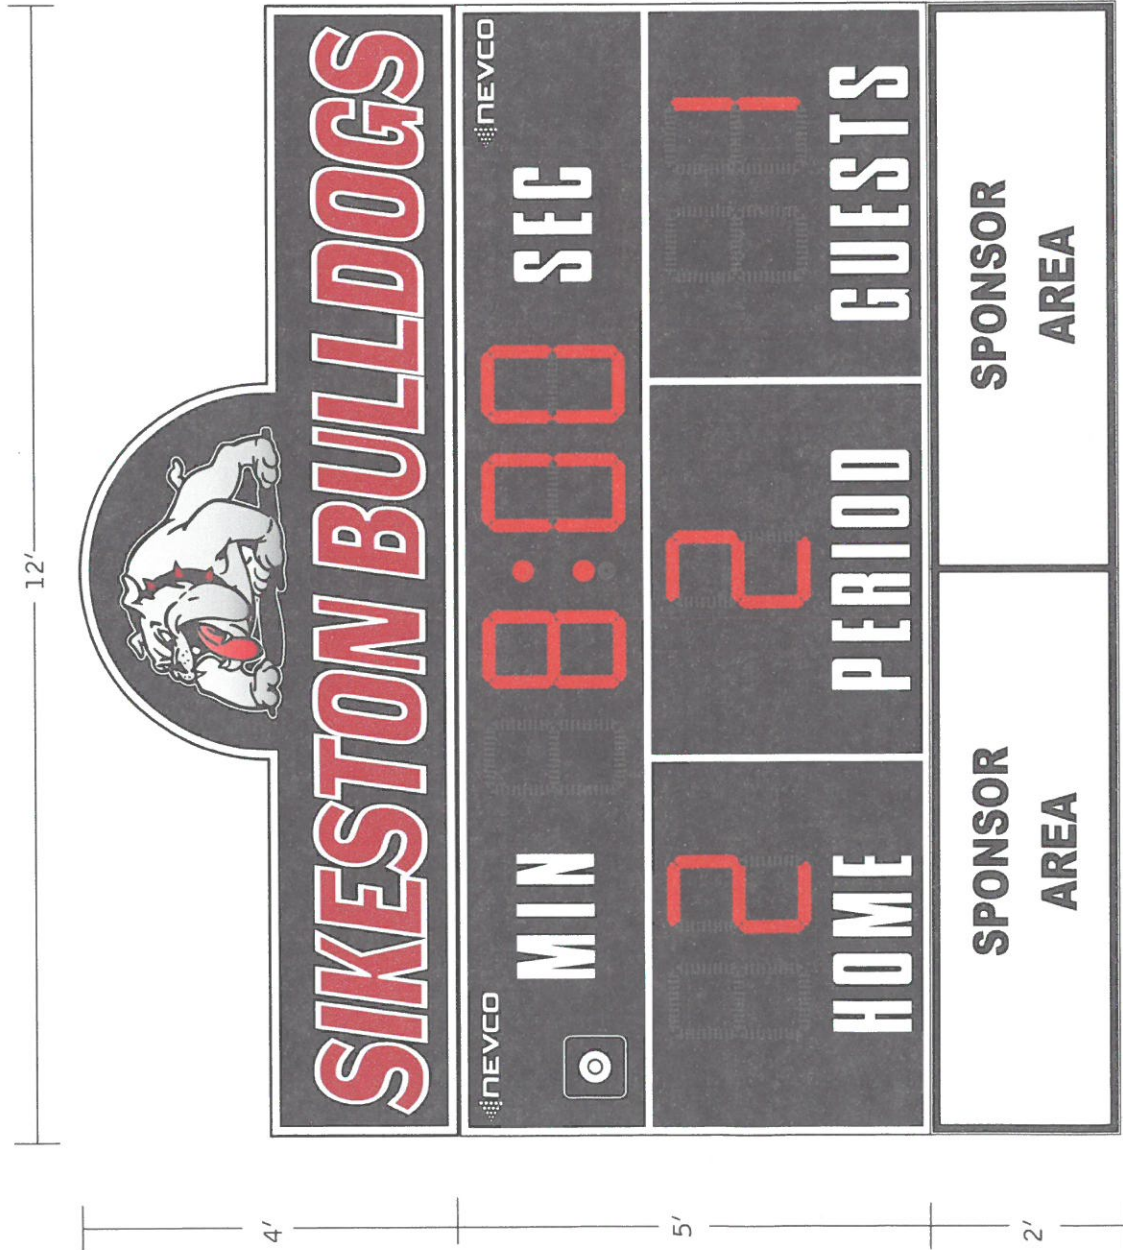 12'
4'
SIKESTON BULLDOGS
5'
NEVCO
NEVCO
MIN
8:00
SEC
2
2
1
HOME
PERIOD
GUESTS
2'
SPONSOR
AREA
SPONSOR
AREA